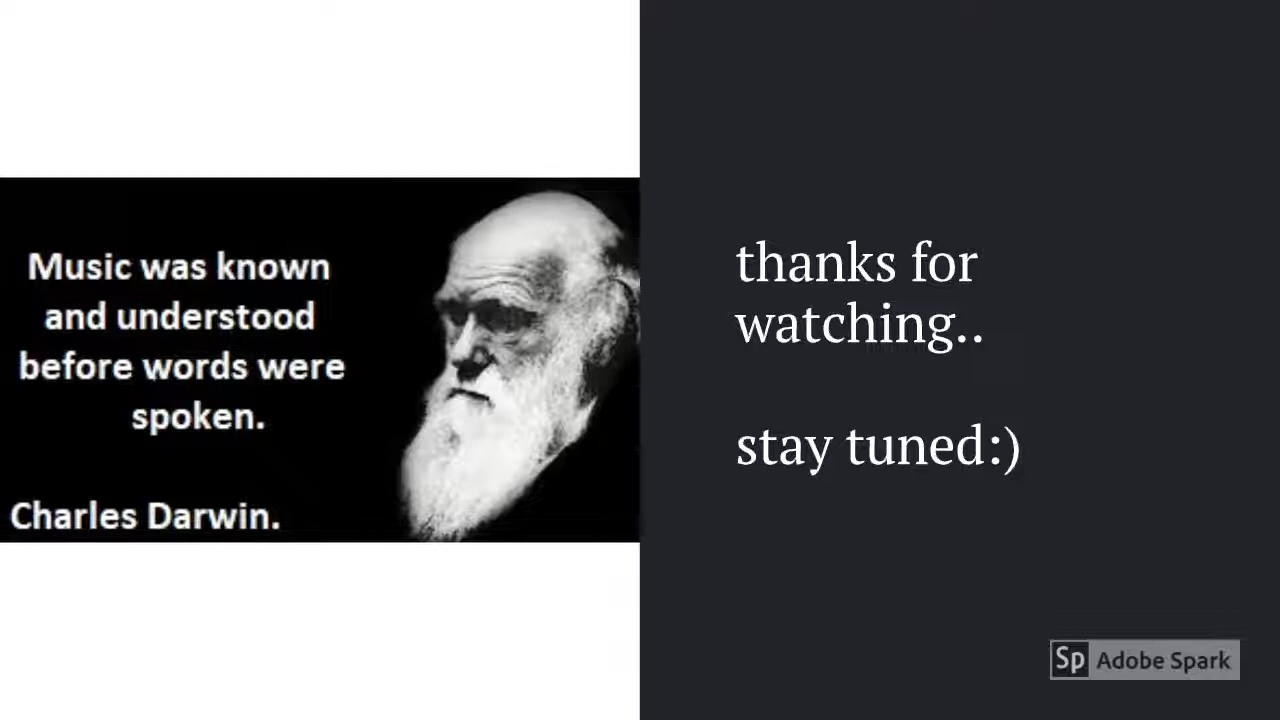 Music was known
and understood
before words were
spoken.
Charles Darwin.
thanks for
watching..
stay tuned:)
Sp Adobe Spark